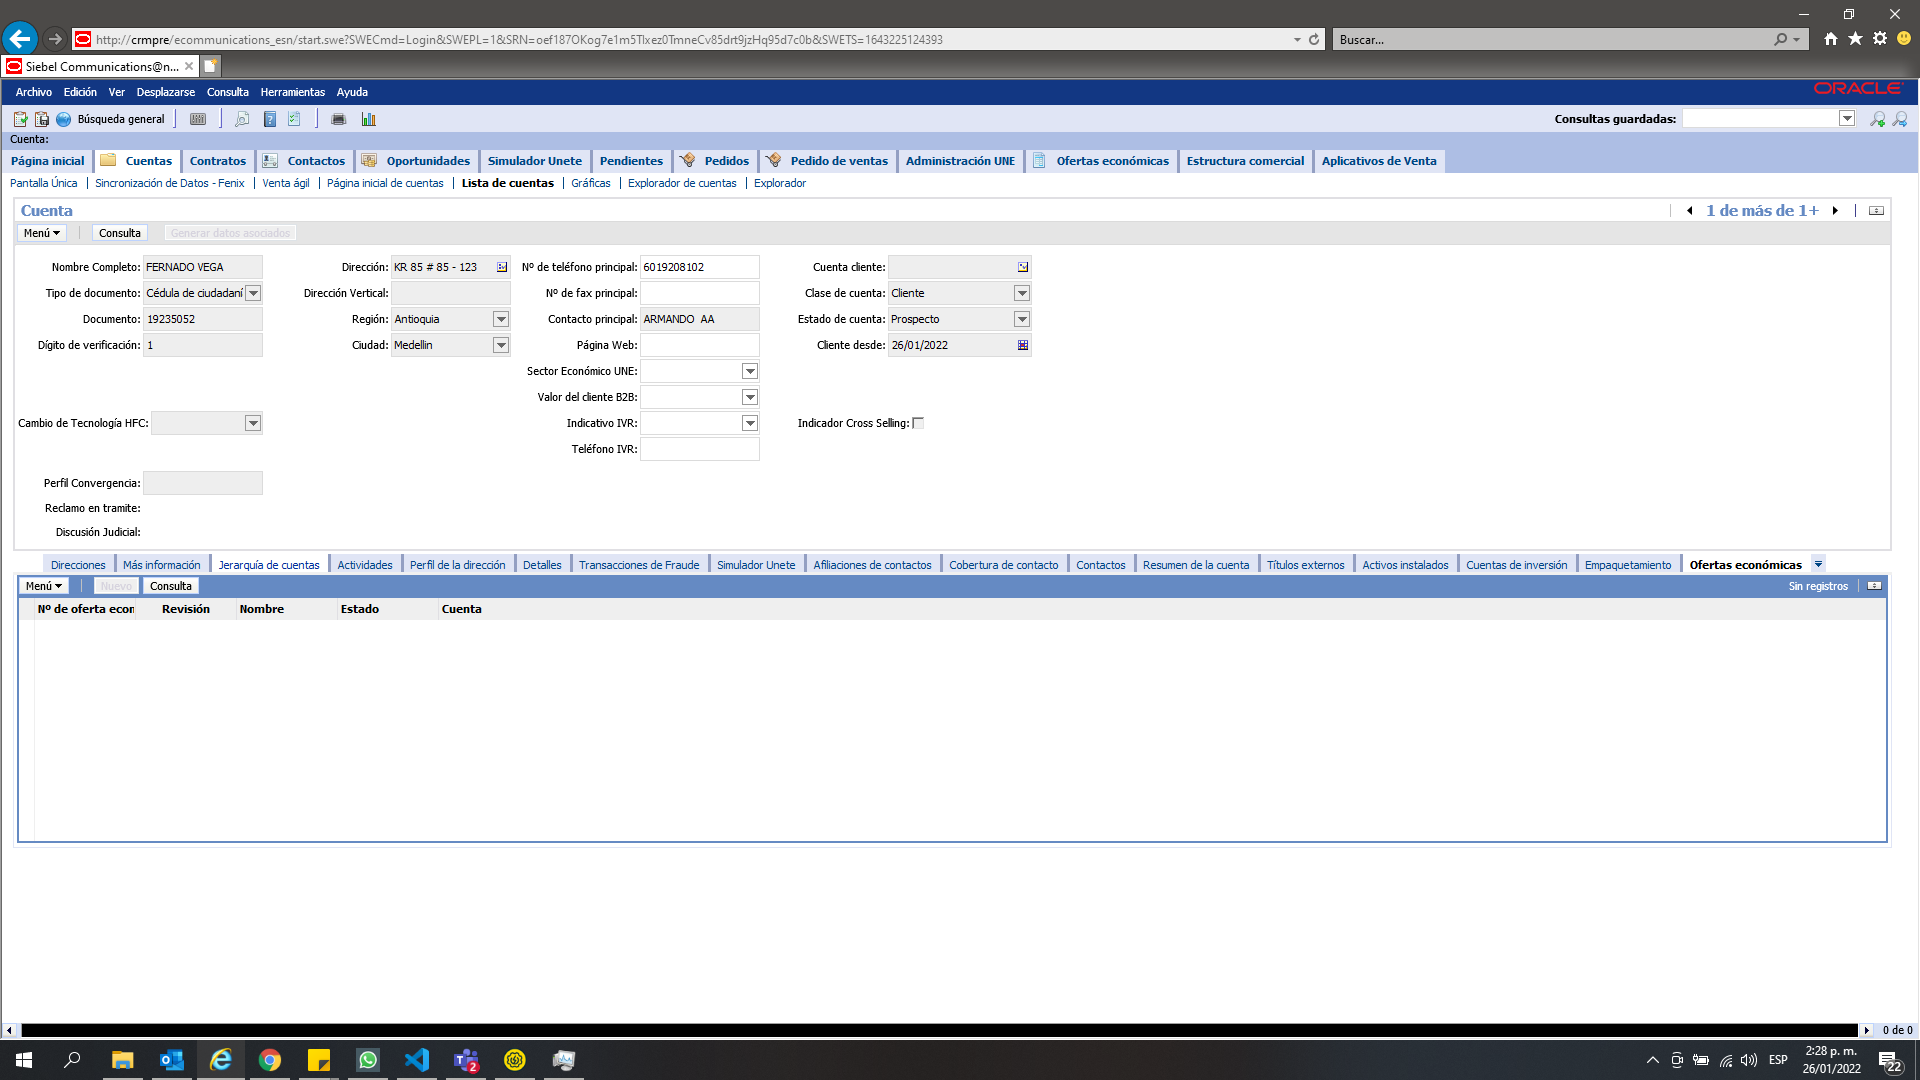 http://crmpre/ecommunications_esn/start.swe?SWECmd=Login&SWEPL=1&SRN=oef187OKog7e1m5Tlxez0TmneCv85drt9jzHq95d7c0b&SWETS=1643225124393
Buscar...
Siebel Communications@n...
Archivo Edición Ver Desplazarse Consulta Herramientas Ayuda
ORACLE
Búsqueda general
Consultas guardadas:
Cuenta:
Página inicial Cuentas Contratos Contactos Oportunidades Simulador Unete Pendientes Pedidos Pedido de ventas Administración UNE Ofertas económicas Estructura comercial Aplicativos de Venta
Pantalla Única Sincronización de Datos - Fenix Venta ágil Página inicial de cuentas Lista de cuentas Gráficas Explorador de cuentas Explorador
Cuenta
1 de más de 1+
Menú Consulta Generar datos asociados
Nombre Completo: FERNADO VEGA Dirección: KR 85 # 85 - 123 Nº de teléfono principal: 6019208102 Cuenta cliente:
Tipo de documento: Cédula de ciudadaní Dirección Vertical: Nº de fax principal: Clase de cuenta: Cliente
Documento: 19235052 Región: Antioquia Contacto principal: ARMANDO AA Estado de cuenta: Prospecto
Dígito de verificación: 1 Ciudad: Medellin Página Web: Cliente desde: 26/01/2022
Sector Económico UNE:
Valor del cliente B2B:
Cambio de Tecnología HFC: Indicativo IVR: Indicador Cross Selling:
Teléfono IVR:
Perfil Convergencia:
Reclamo en tramite:
Discusión Judicial:
Direcciones Más información Jerarquía de cuentas Actividades Perfil de la dirección Detalles Transacciones de Fraude Simulador Unete Afiliaciones de contactos Cobertura de contacto Contactos Resumen de la cuenta Títulos externos Activos instalados Cuentas de inversión Empaquetamiento Ofertas económicas
Menú Nuevo Consulta Sin registros
Nº de oferta econ Revisión Nombre Estado Cuenta
0 de 0
2
ESP
2:28 p. m.
26/01/2022
22